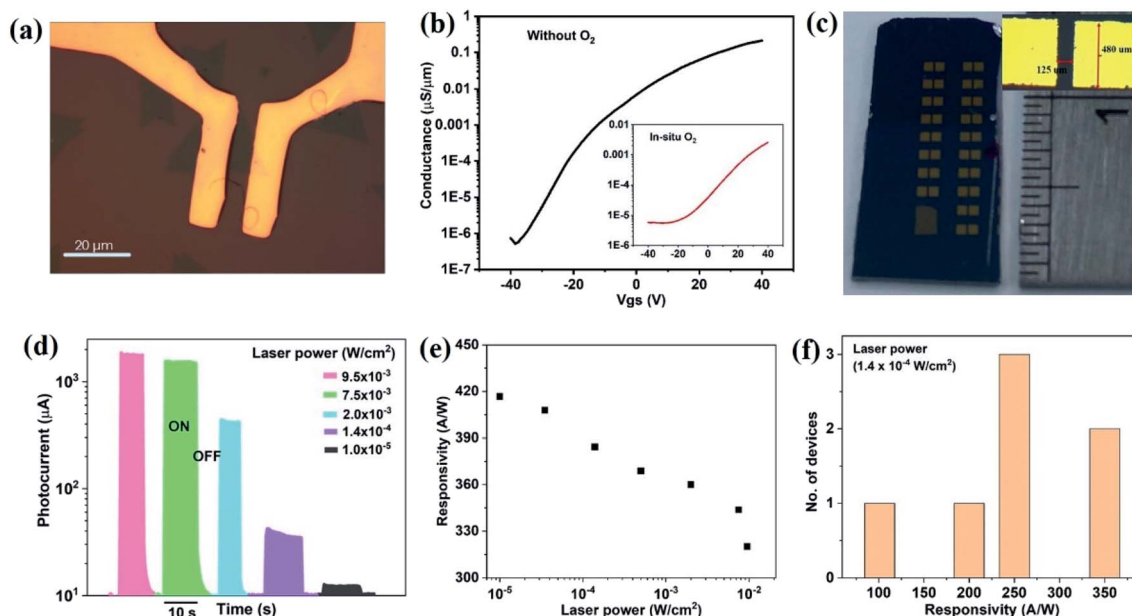 (a)
20 µm
(b)
Conductance (µS/µm)
1
0.1
0.01
0.001
1E-4
1E-5
1E-6
1E-7
Without O2
In-situ O2
0.01
0.001
1E-4
1E-5
1E-6
-40 -20 0 20 40
-40 -20 0 20 40
Vgs (V)
(c)
480 um
125 um
1
(d)
Photocurrent (µA)
10³
10²
10¹
Laser power (W/cm²)
9.5x10⁻³
7.5x10⁻³
2.0x10⁻³
1.4x10⁻⁴
1.0x10⁻⁵
ON
OFF
10 s
Time (s)
(e)
Responsivity (A/W)
450
420
390
360
330
300
10⁻⁵ 10⁻⁴ 10⁻³ 10⁻²
Laser power (W/cm²)
(f)
No. of devices
3
2
1
0
Laser power
(1.4 x 10⁻⁴ W/cm²)
100 150 200 250 300 350
Responsivity (A/W)